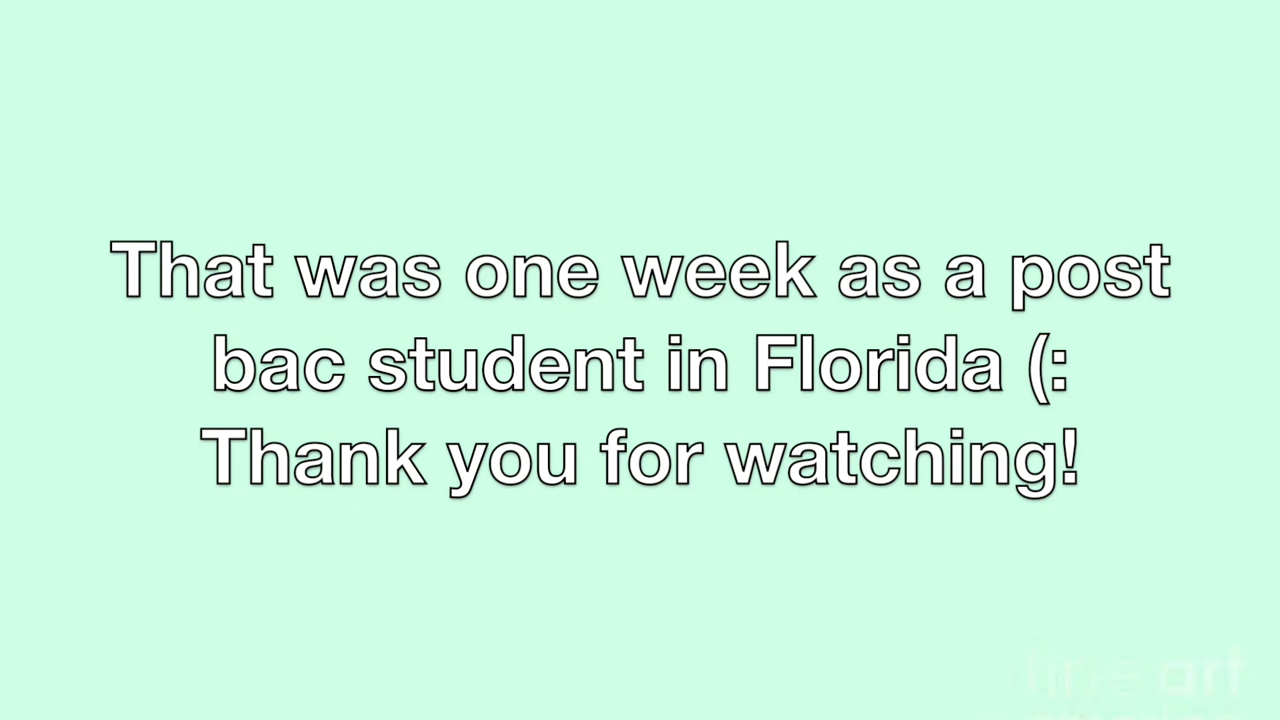 That was one week as a post
bac student in Florida (:
Thank you for watching!